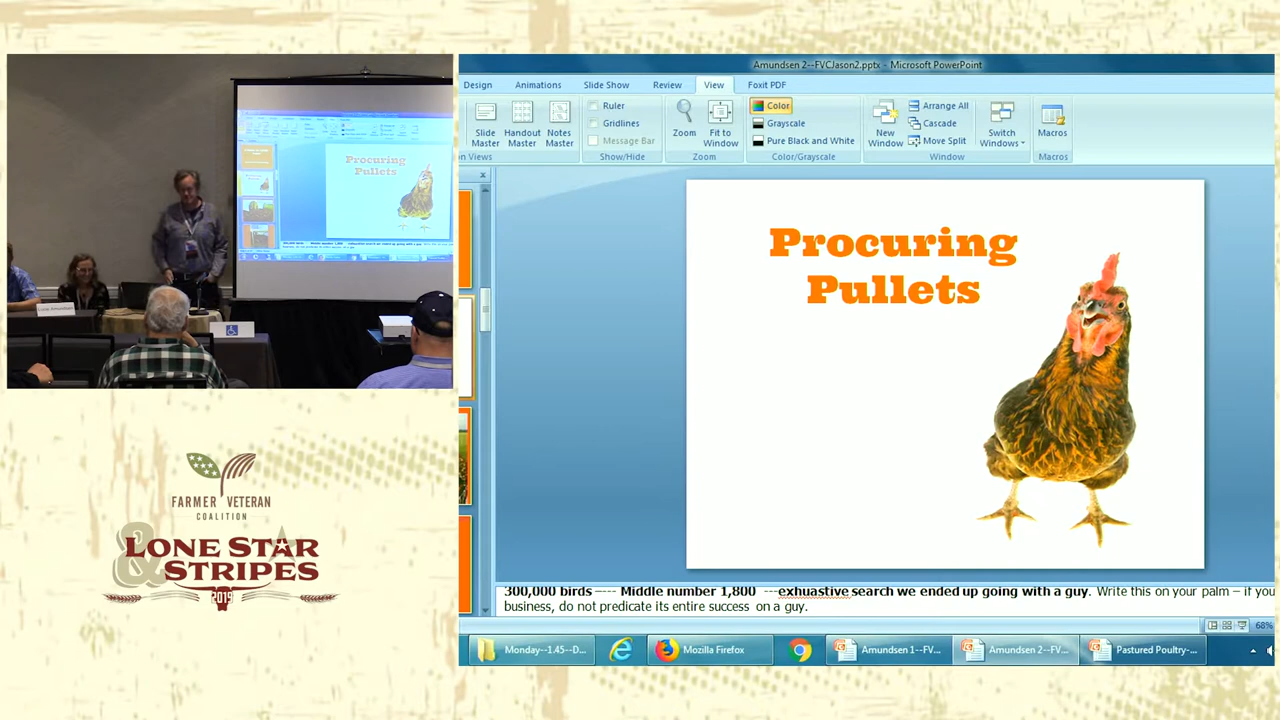 Amundsen 2--FVCJason2.pptx - Microsoft PowerPoint
Design
Animations
Slide Show
Review
View
Foxit PDF
Slide Master
Handout Master
Notes Master
on Views
Ruler
Gridlines
Message Bar
Show/Hide
Zoom
Fit to Window
Zoom
Color
Grayscale
Pure Black and White
Color/Grayscale
New Window
Arrange All
Cascade
Move Split
Switch Windows
Window
Macros
Macros
Procuring
Pullets
Procuring
Pullets
300,000 birds ---- Middle number 1,800 ---exhuastive search we ended up going with a guy. Write this on your palm – if you
business, do not predicate its entire success on a guy.
68%
Monday--1.45--D...
Mozilla Firefox
Amundsen 1--FV...
Amundsen 2--FV...
Pastured Poultry-...
FARMER VETERAN
COALITION
LONE STAR
& STRIPES
2019